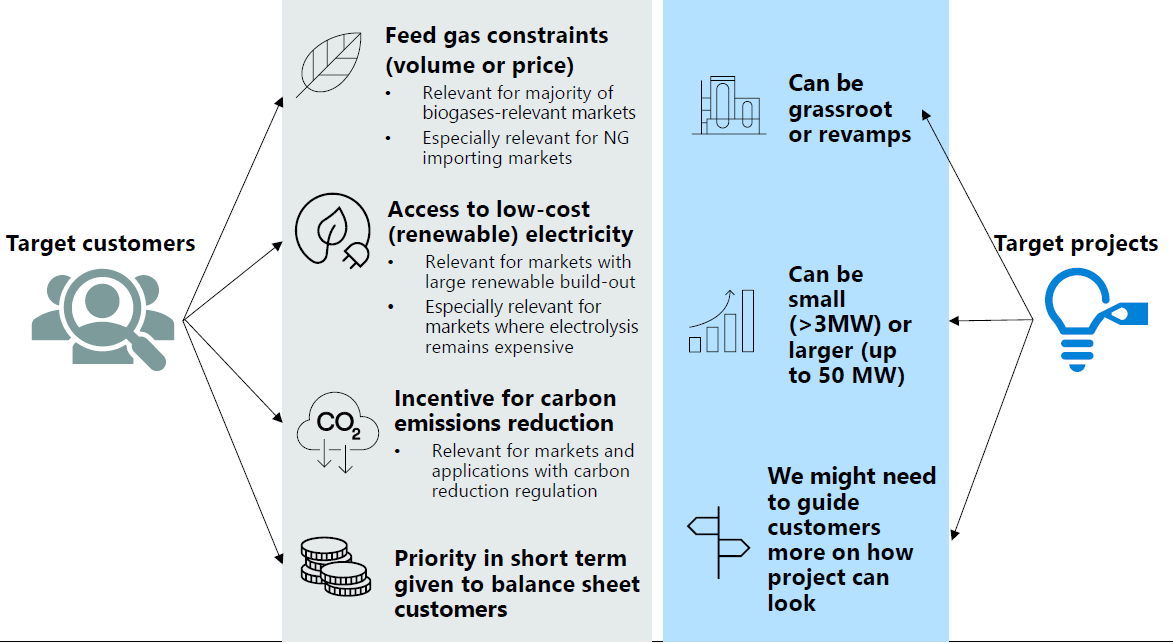 Target customers
Feed gas constraints
(volume or price)
• Relevant for majority of
biogases-relevant markets
• Especially relevant for NG
importing markets
Access to low-cost
(renewable) electricity
• Relevant for markets with
large renewable build-out
• Especially relevant for
markets where electrolysis
remains expensive
CO2
Incentive for carbon
emissions reduction
• Relevant for markets and
applications with carbon
reduction regulation
Priority in short term
given to balance sheet
customers
Can be
grassroot
or revamps
Can be
small
(>3MW) or
larger (up
to 50 MW)
We might need
to guide
customers
more on how
project can
look
Target projects